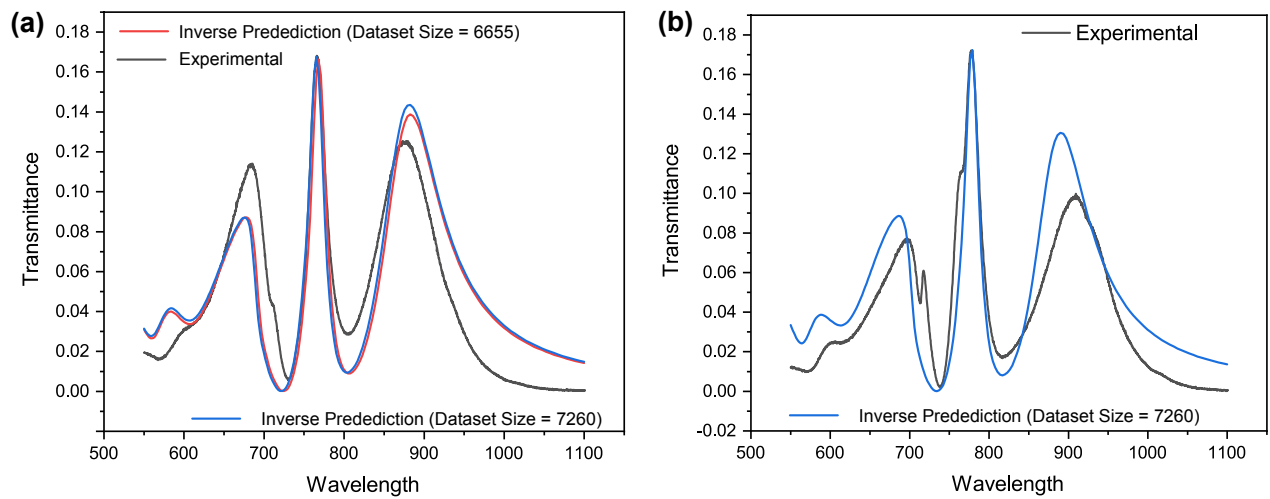 (a)
Inverse Predediction (Dataset Size = 6655)
Experimental
Inverse Predediction (Dataset Size = 7260)
Transmittance
0.18
0.16
0.14
0.12
0.10
0.08
0.06
0.04
0.02
0.00
500 600 700 800 900 1000 1100
Wavelength
(b)
Experimental
Inverse Predediction (Dataset Size = 7260)
Transmittance
0.18
0.16
0.14
0.12
0.10
0.08
0.06
0.04
0.02
0.00
-0.02
500 600 700 800 900 1000 1100
Wavelength